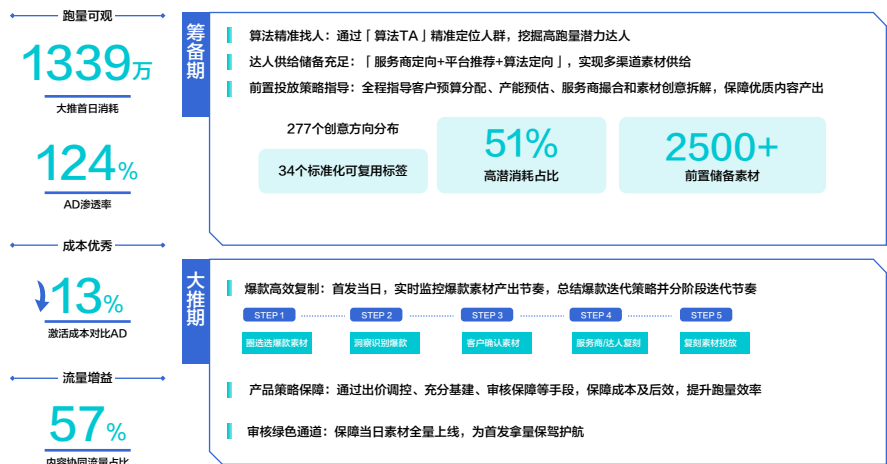 跑量可观
1339万
大推首日消耗
124%
AD渗透率
成本优秀
13%
激活成本对比AD
流量增益
57%
内容协同流量占比
筹备期
算法精准找人：通过「算法TA」精准定位人群，挖掘高跑量潜力达人
达人供给储备充足：「服务商定向+平台推荐+算法定向」，实现多渠道素材供给
前置投放策略指导：全程指导客户预算分配、产能预估、服务商撮合和素材创意拆解，保障优质内容产出
277个创意方向分布
34个标准化可复用标签
51%
高潜消耗占比
2500+
前置储备素材
大推期
爆款高效复制：首发当日，实时监控爆款素材产出节奏，总结爆款迭代策略并分阶段迭代节奏
STEP 1
STEP 2
STEP 3
STEP 4
STEP 5
圈选选爆款素材
洞察识别爆款
客户确认素材
服务商/达人复刻
复刻素材投放
产品策略保障：通过出价调控、充分基建、审核保障等手段，保障成本及后效，提升跑量效率
审核绿色通道：保障当日素材全量上线，为首发拿量保驾护航